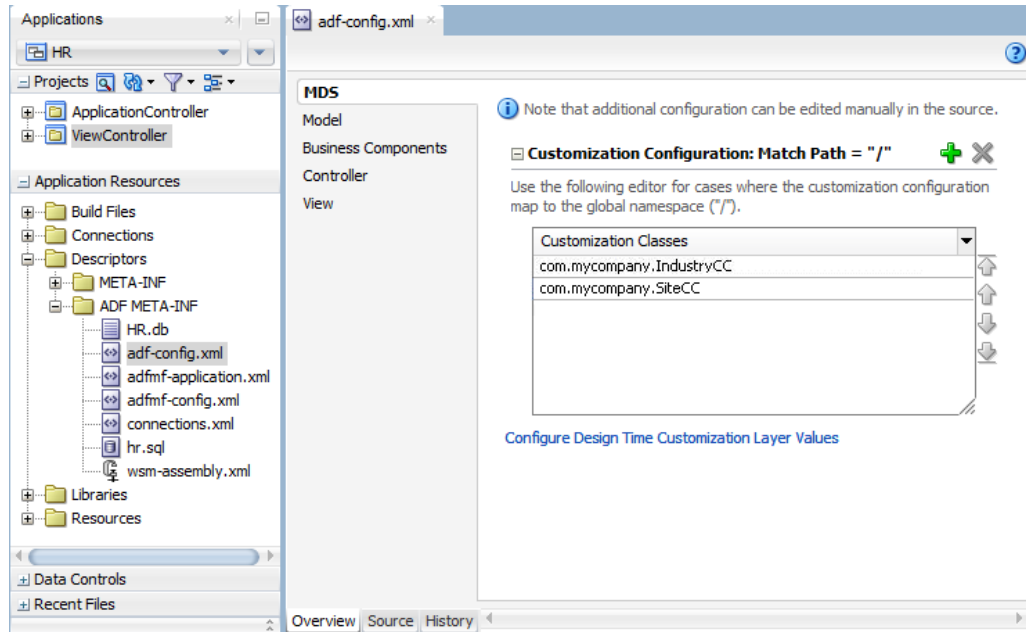 Applications
HR
Projects
ApplicationController
ViewController
Application Resources
Build Files
Connections
Descriptors
META-INF
ADF META-INF
HR.db
adf-config.xml
adfmf-application.xml
adfmf-config.xml
connections.xml
hr.sql
wsm-assembly.xml
Libraries
Resources
Data Controls
Recent Files
adf-config.xml
MDS
Model
Business Components
Controller
View
Note that additional configuration can be edited manually in the source.
Customization Configuration: Match Path = "/"
Use the following editor for cases where the customization configuration
map to the global namespace ("/").
Customization Classes
com.mycompany.IndustryCC
com.mycompany.SiteCC
Configure Design Time Customization Layer Values
Overview Source History